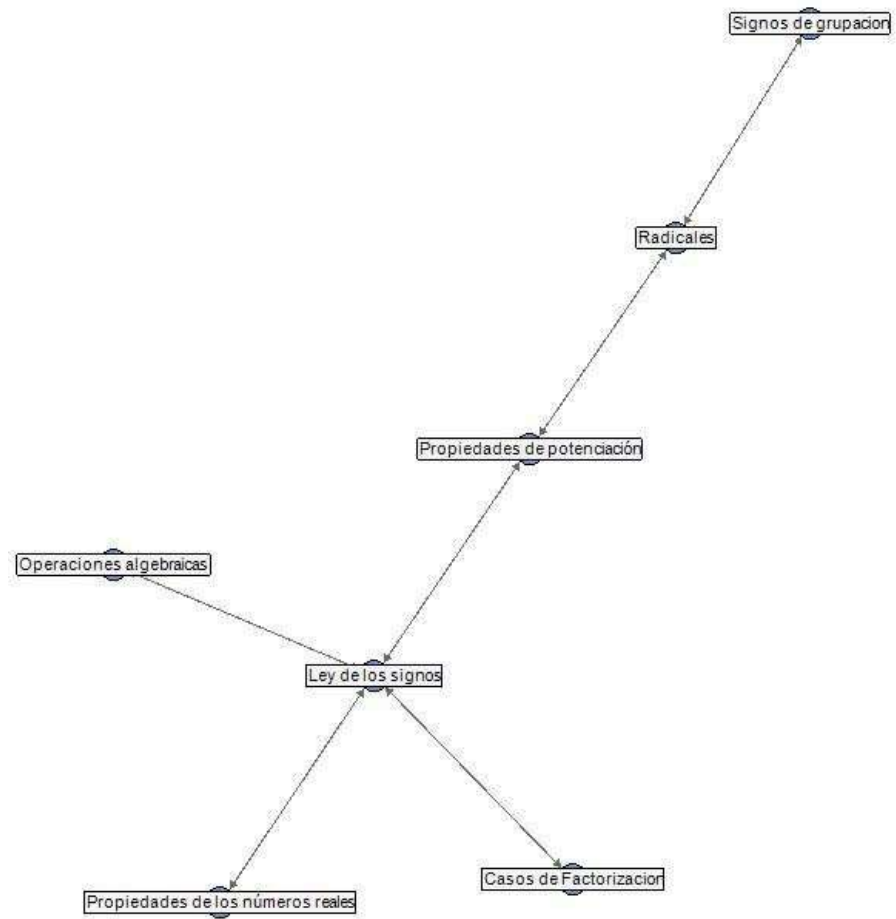 Signos de grupacion
Radicales
Propiedades de potenciación
Operaciones algebraicas
Ley de los signos
Casos de Factorizacion
Propiedades de los números reales